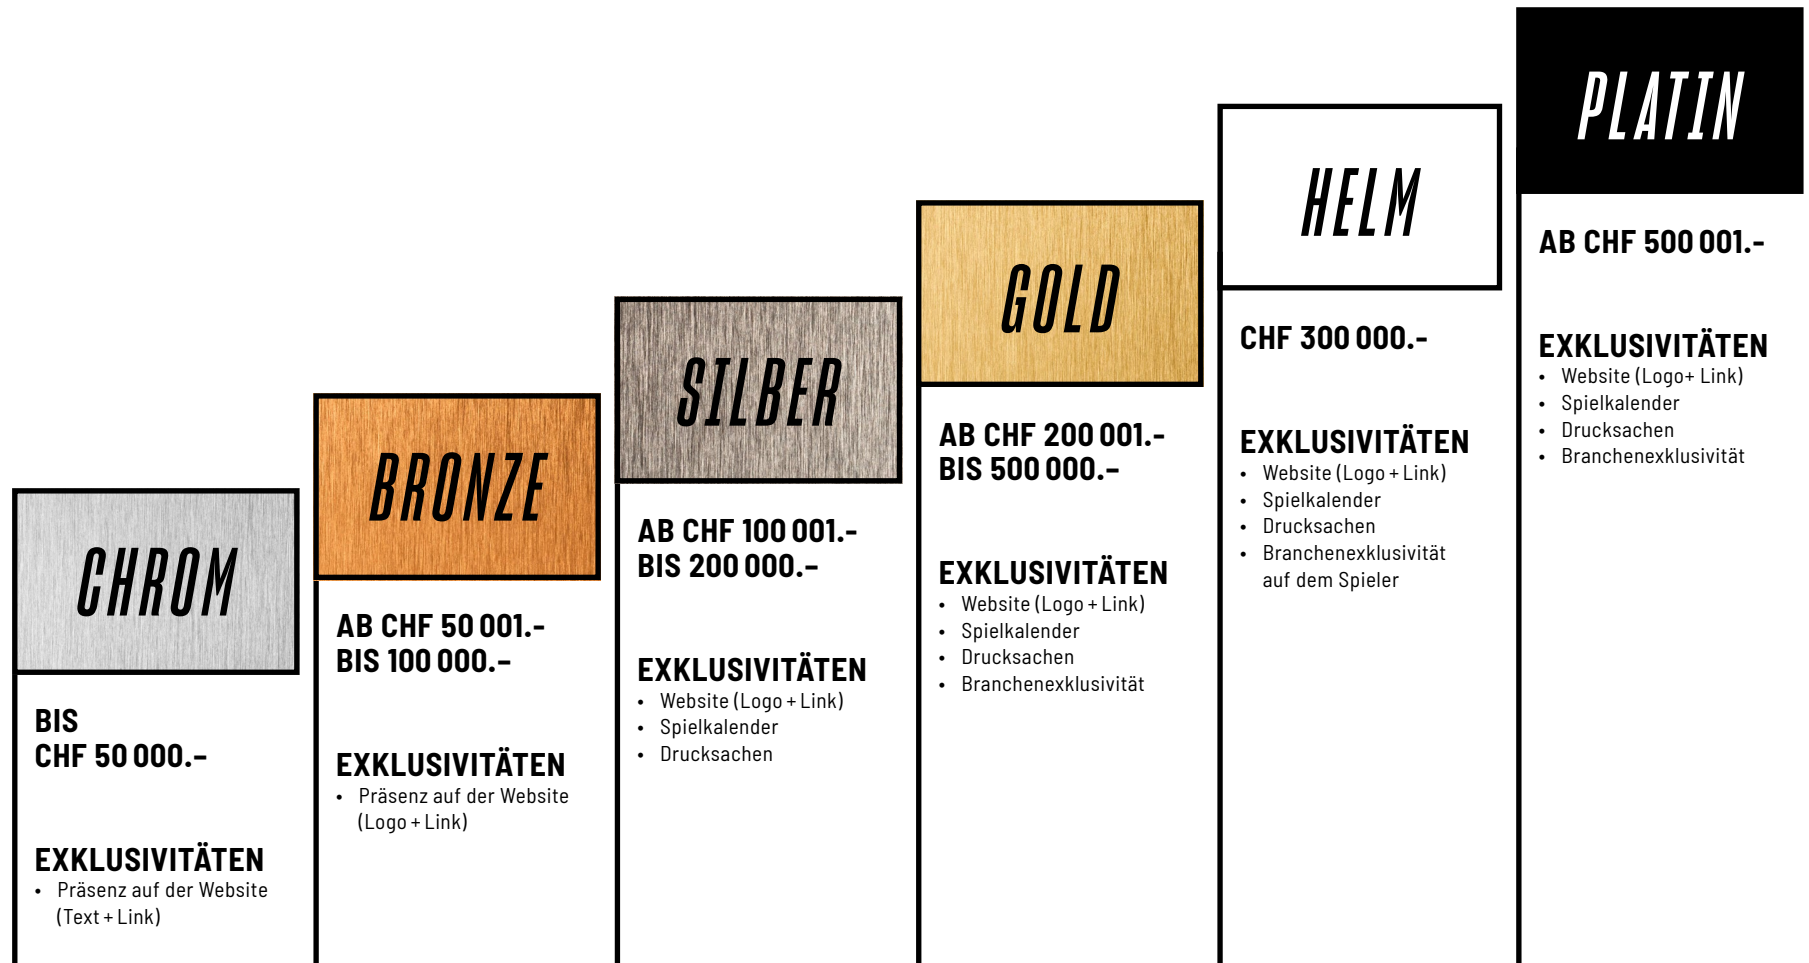 CHROM
BIS
CHF 50 000.–
EXKLUSIVITÄTEN
• Präsenz auf der Website
(Text + Link)
BRONZE
AB CHF 50 001.–
BIS 100 000.–
EXKLUSIVITÄTEN
• Präsenz auf der Website
(Logo + Link)
SILBER
AB CHF 100 001.–
BIS 200 000.–
EXKLUSIVITÄTEN
• Website (Logo + Link)
• Spielkalender
• Drucksachen
GOLD
AB CHF 200 001.–
BIS 500 000.–
EXKLUSIVITÄTEN
• Website (Logo + Link)
• Spielkalender
• Drucksachen
• Branchenexklusivität
HELM
CHF 300 000.–
EXKLUSIVITÄTEN
• Website (Logo + Link)
• Spielkalender
• Drucksachen
• Branchenexklusivität
auf dem Spieler
PLATIN
AB CHF 500 001.–
EXKLUSIVITÄTEN
• Website (Logo+ Link)
• Spielkalender
• Drucksachen
• Branchenexklusivität